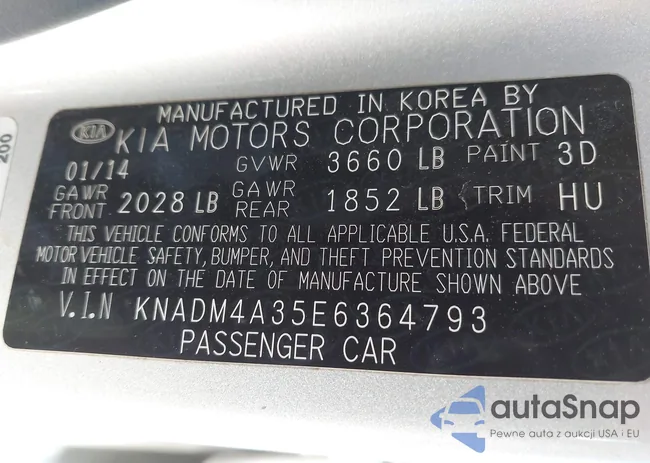 MANUFACTURED IN KOREA BY
KIA KIA MOTORS CORPORATION
01/14 GVWR 3660 LB PAINT 3D
GAWR FRONT 2028 LB GAWR REAR 1852 LB TRIM HU
THIS VEHICLE CONFORMS TO ALL APPLICABLE U.S.A. FEDERAL
MOTOR VEHICLE SAFETY, BUMPER, AND THEFT PREVENTION STANDARDS
IN EFFECT ON THE DATE OF MANUFACTURE SHOWN ABOVE
V.I.N KNADM4A35E6364793
PASSENGER CAR
200
autaSnap
Pewne auta z aukcji USA i EU